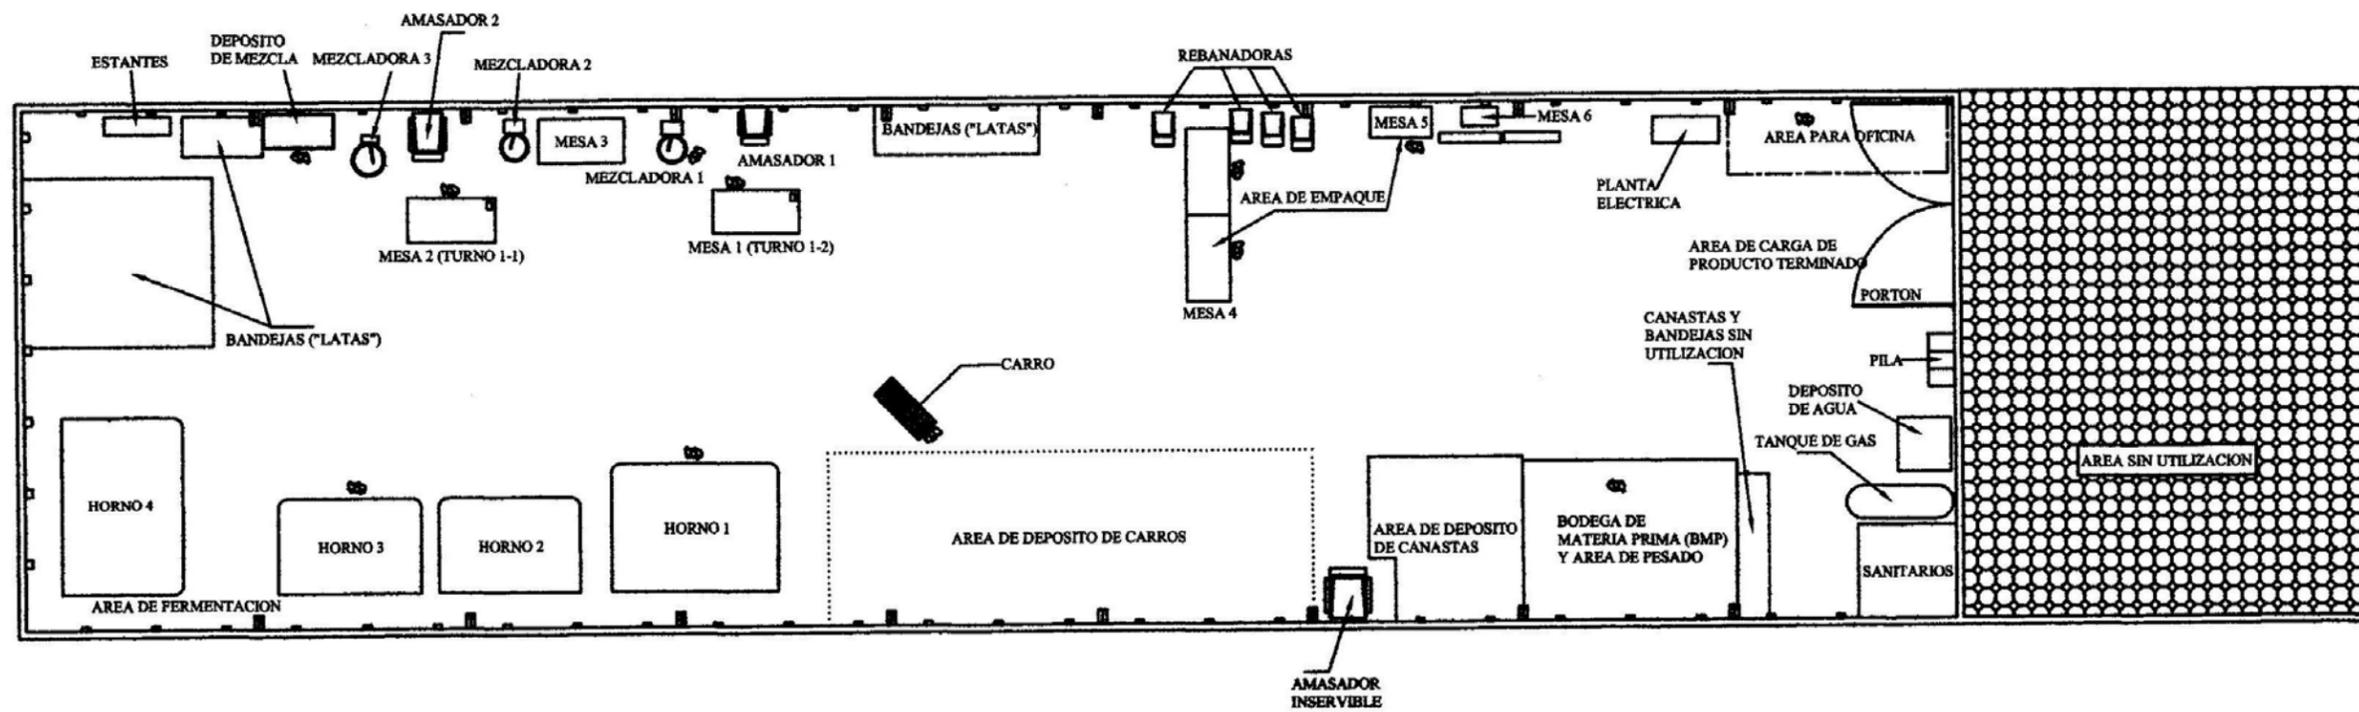 AMASADOR 2
DEPOSITO
DE MEZCLA
MEZCLADORA 3
ESTANTES
MEZCLADORA 2
REBANADORAS
BANDEJAS ("LATAS")
MESA 5
MESA 6
MESA 3
AMASADOR 1
MEZCLADORA 1
AREA PARA OFICINA
PLANTA
ELECTRICA
AREA DE EMPAQUE
MESA 2 (TURNO 1-1)
MESA 1 (TURNO 1-2)
AREA DE CARGA DE
PRODUCTO TERMINADO
PORTON
MESA 4
BANDEJAS ("LATAS")
CANASTAS Y
BANDEJAS SIN
UTILIZACION
CARRO
PILA
DEPOSITO
DE AGUA
TANQUE DE GAS
AREA SIN UTILIZACION
HORNO 4
HORNO 3
HORNO 2
HORNO 1
AREA DE DEPOSITO DE CARROS
AREA DE DEPOSITO
DE CANASTAS
BODEGA DE
MATERIA PRIMA (BMP)
Y AREA DE PESADO
SANITARIOS
AREA DE FERMENTACION
AMASADOR
INSERVIBLE